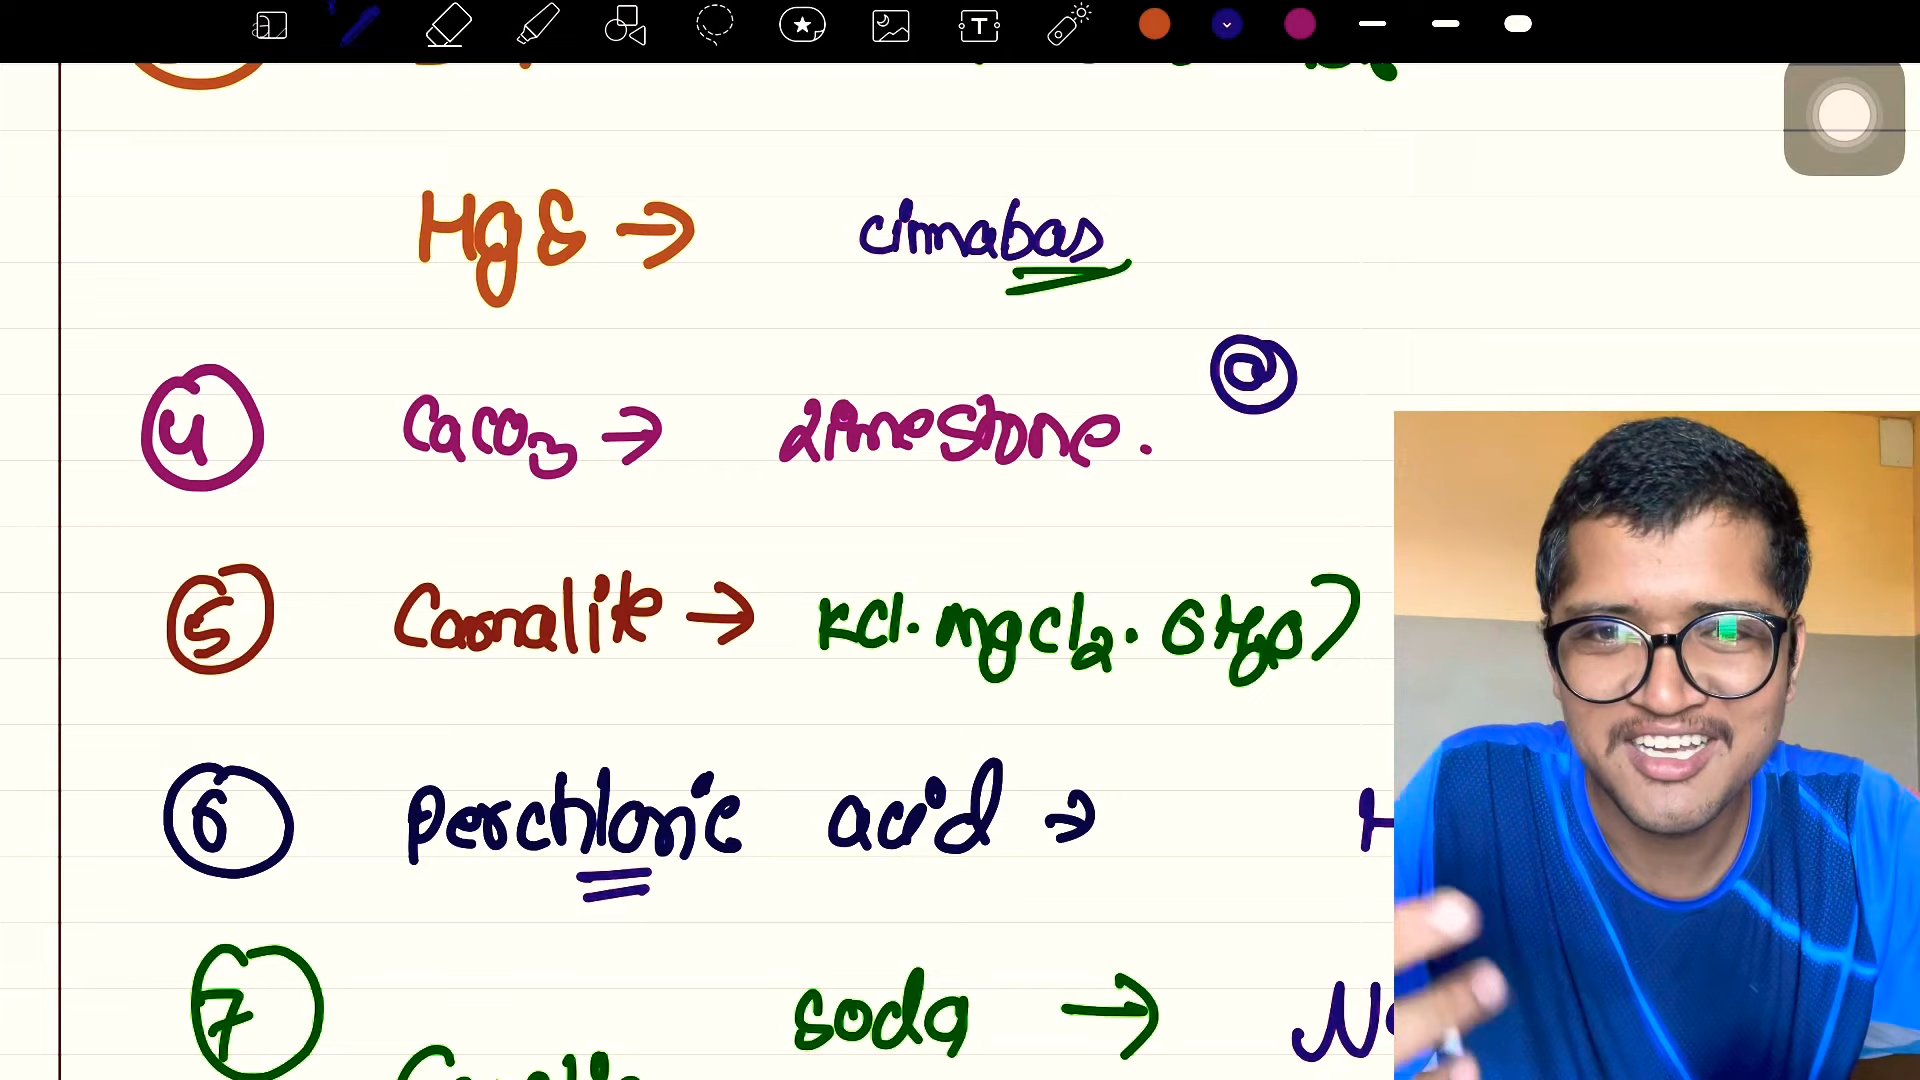 HgS → cinnabar
4 CaCO3 → Limestone.
5 Carnalite → KCl. MgCl2. 6H2O)
6 perchloric acid →
7 soda →